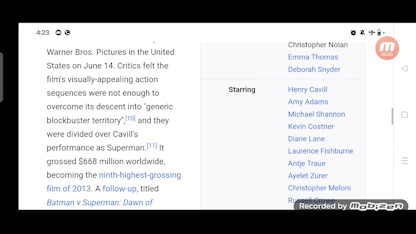 4:23
Warner Bros. Pictures in the United
States on June 14. Critics felt the
film's visually-appealing action
sequences were not enough to
overcome its descent into "generic
blockbuster territory",[10] and they
were divided over Cavill's
performance as Superman.[11] It
grossed $668 million worldwide,
becoming the ninth-highest-grossing
film of 2013. A follow-up, titled
Batman v Superman: Dawn of
Christopher Nolan
Emma Thomas
Deborah Snyder
Starring
Henry Cavill
Amy Adams
Michael Shannon
Kevin Costner
Diane Lane
Laurence Fishburne
Antje Traue
Ayelet Zurer
Christopher Meloni
Russell Crowe
Recorded by Mobizen